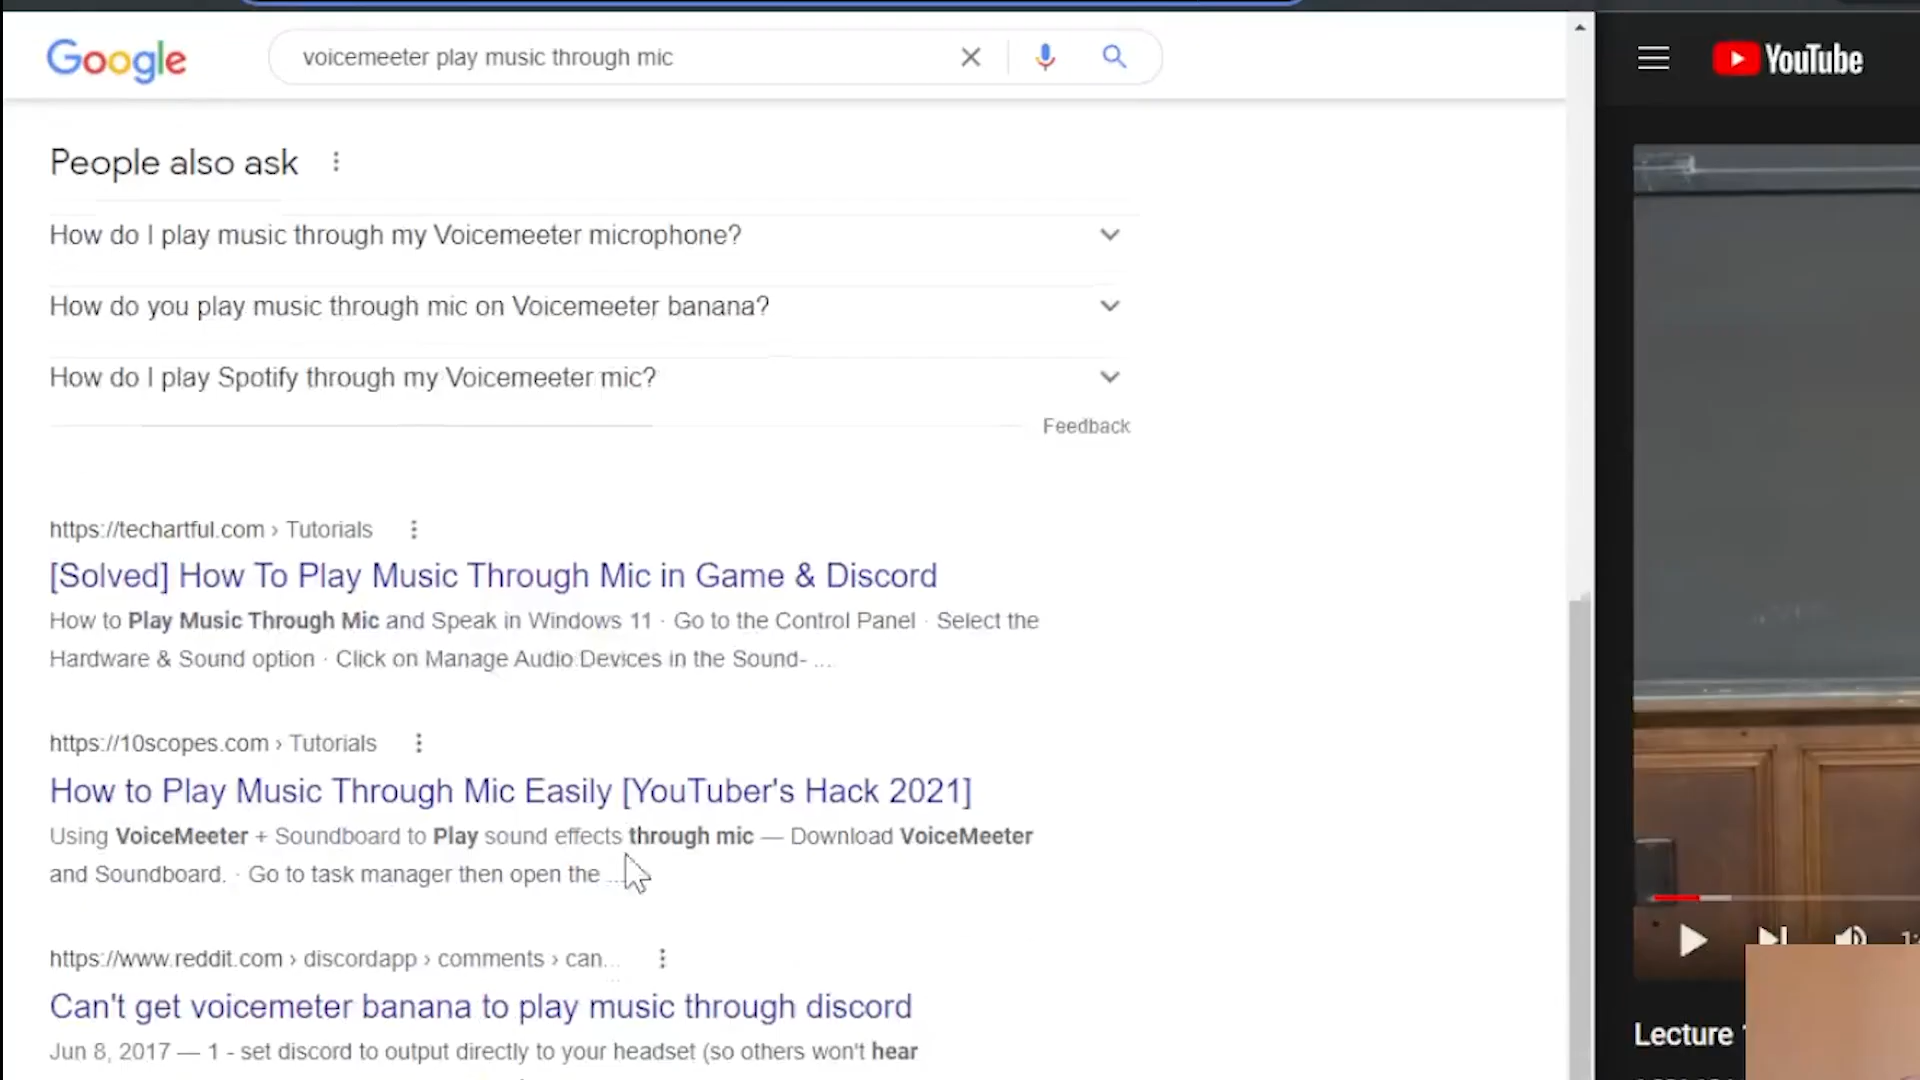 Google
voicemeeter play music through mic
YouTube
People also ask
How do I play music through my Voicemeeter microphone?
How do you play music through mic on Voicemeeter banana?
How do I play Spotify through my Voicemeeter mic?
Feedback
https://techartful.com › Tutorials
[Solved] How To Play Music Through Mic in Game & Discord
How to Play Music Through Mic and Speak in Windows 11 · Go to the Control Panel · Select the
Hardware & Sound option · Click on Manage Audio Devices in the Sound- ...
https://10scopes.com › Tutorials
How to Play Music Through Mic Easily [YouTuber's Hack 2021]
Using VoiceMeeter + Soundboard to Play sound effects through mic — Download VoiceMeeter
and Soundboard. · Go to task manager then open the ...
https://www.reddit.com › discordapp › comments › can...
Can't get voicemeter banana to play music through discord
Jun 8, 2017 — 1 - set discord to output directly to your headset (so others won't hear
Lecture